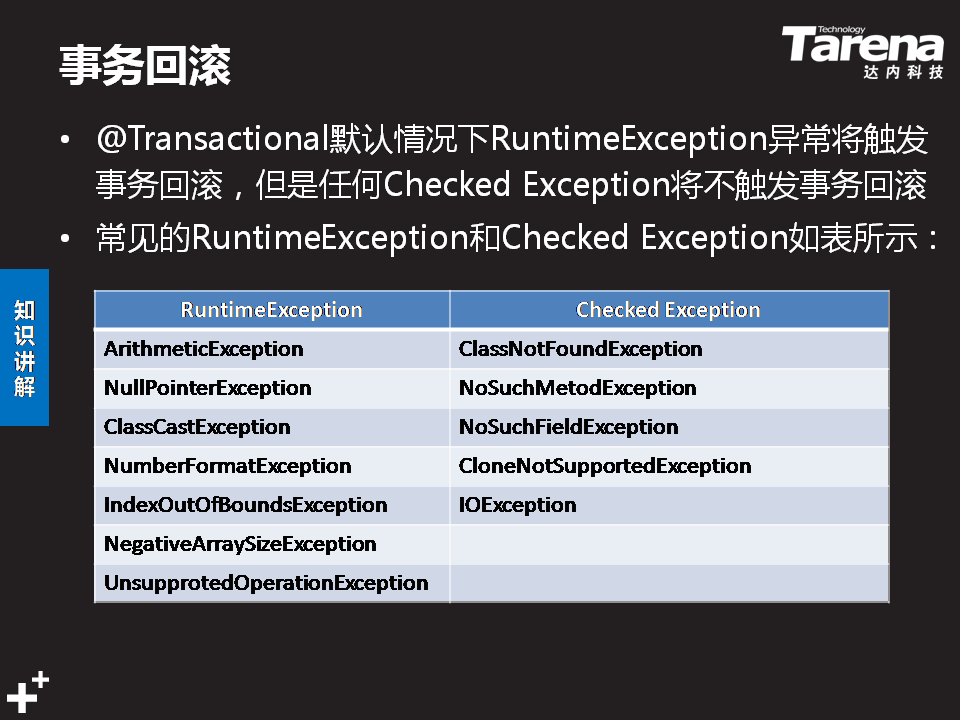 事务回滚
Technology
Tarena
达内科技
• @Transactional默认情况下RuntimeException异常将触发
事务回滚，但是任何Checked Exception将不触发事务回滚
• 常见的RuntimeException和Checked Exception如表所示：
知识讲解
RuntimeException Checked Exception
ArithmeticException ClassNotFoundException
NullPointerException NoSuchMetodException
ClassCastException NoSuchFieldException
NumberFormatException CloneNotSupportedException
IndexOutOfBoundsException IOException
NegativeArraySizeException
UnsupprotedOperationException